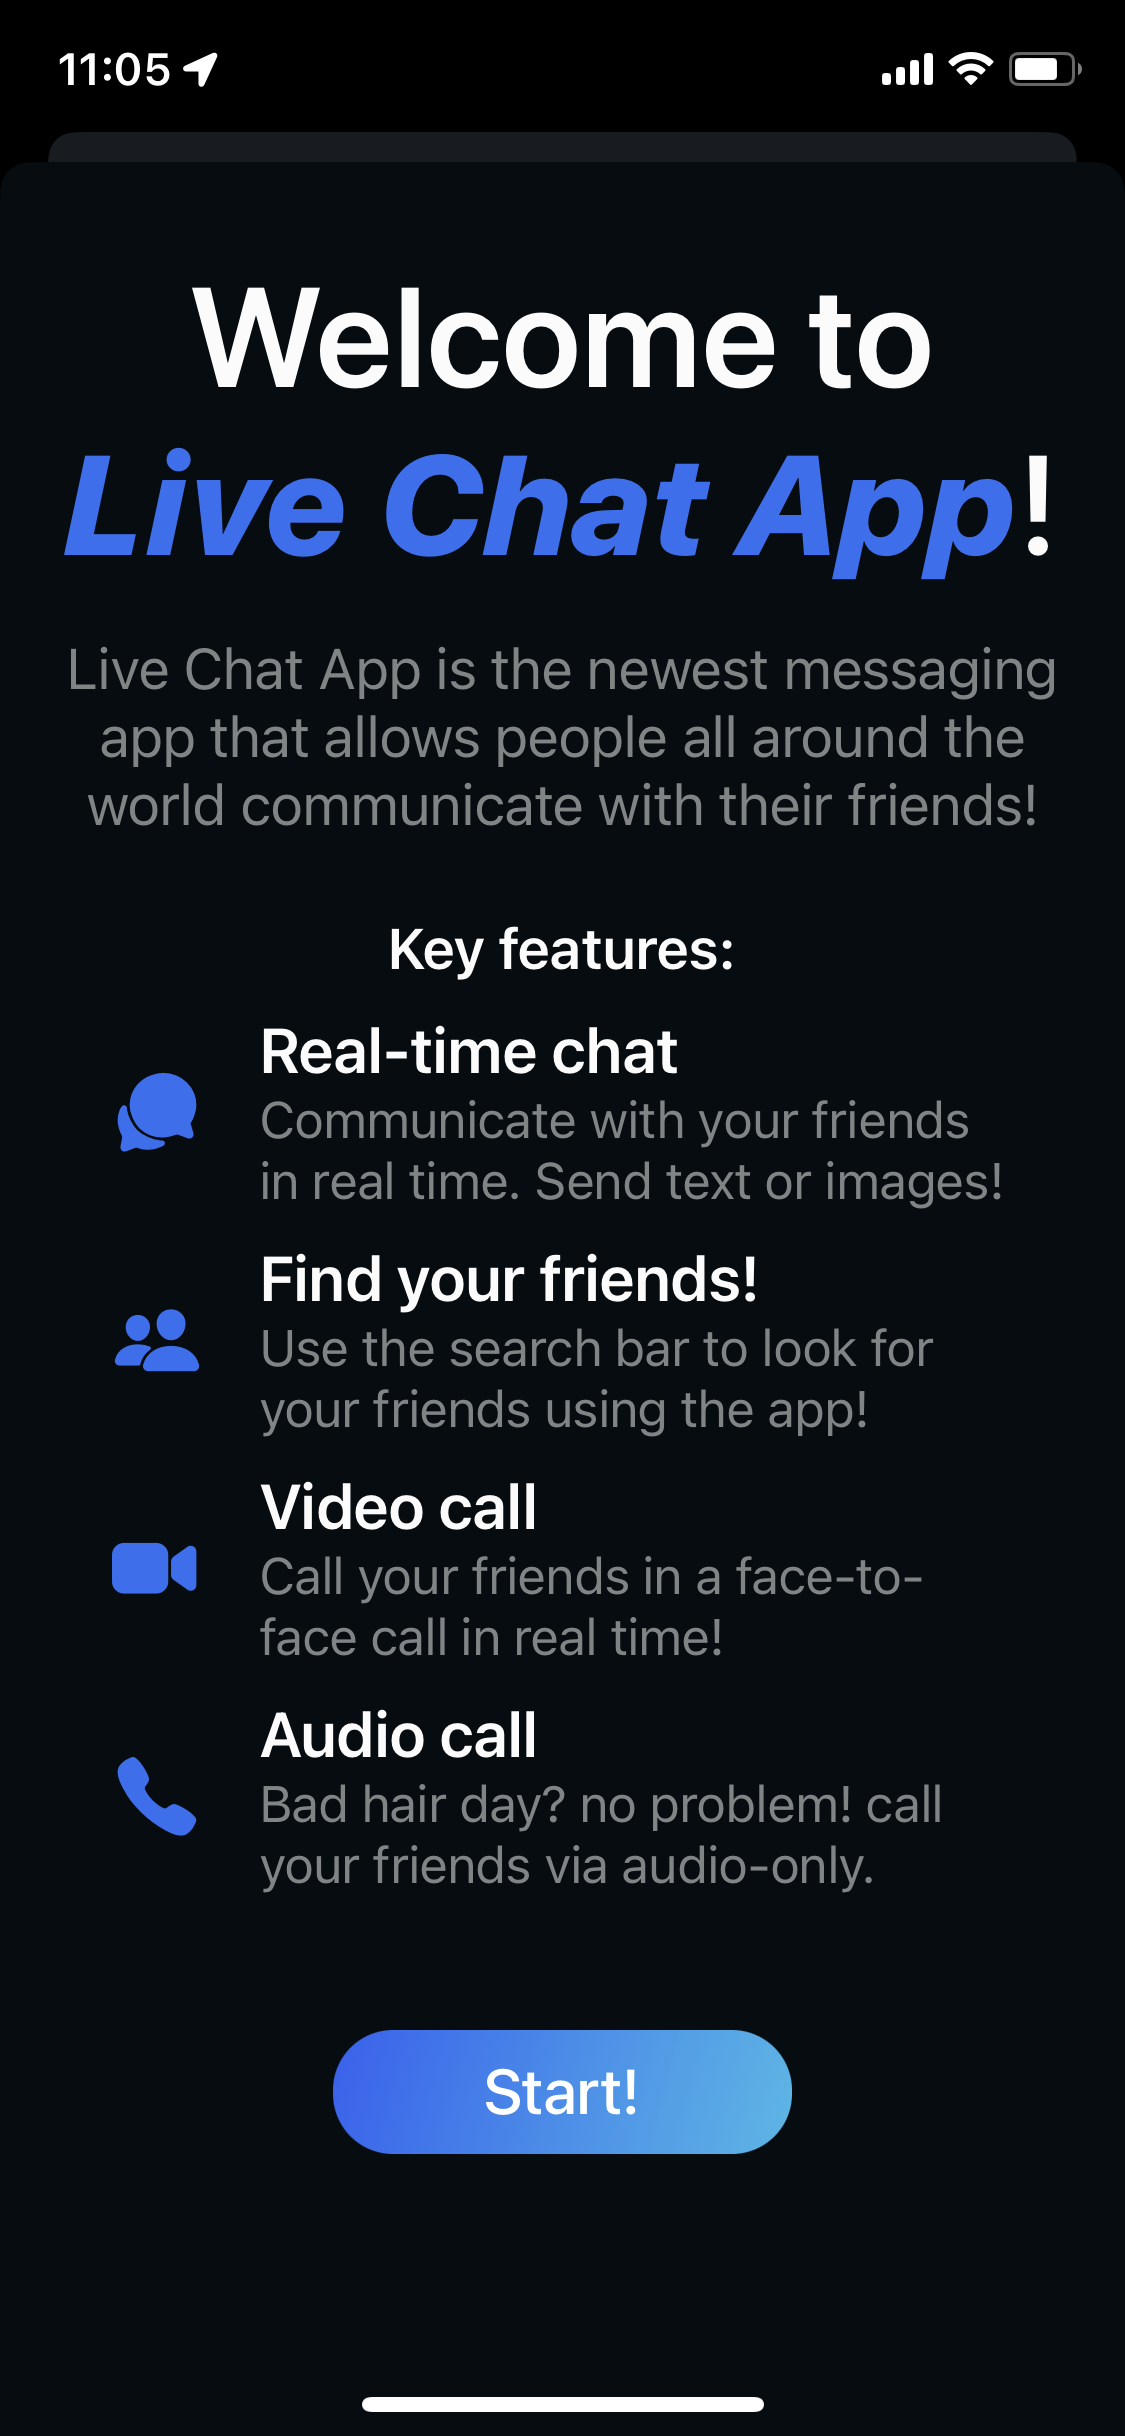 11:05
Welcome to
Live Chat App!
Live Chat App is the newest messaging
app that allows people all around the
world communicate with their friends!
Key features:
Real-time chat
Communicate with your friends
in real time. Send text or images!
Find your friends!
Use the search bar to look for
your friends using the app!
Video call
Call your friends in a face-to-
face call in real time!
Audio call
Bad hair day? no problem! call
your friends via audio-only.
Start!